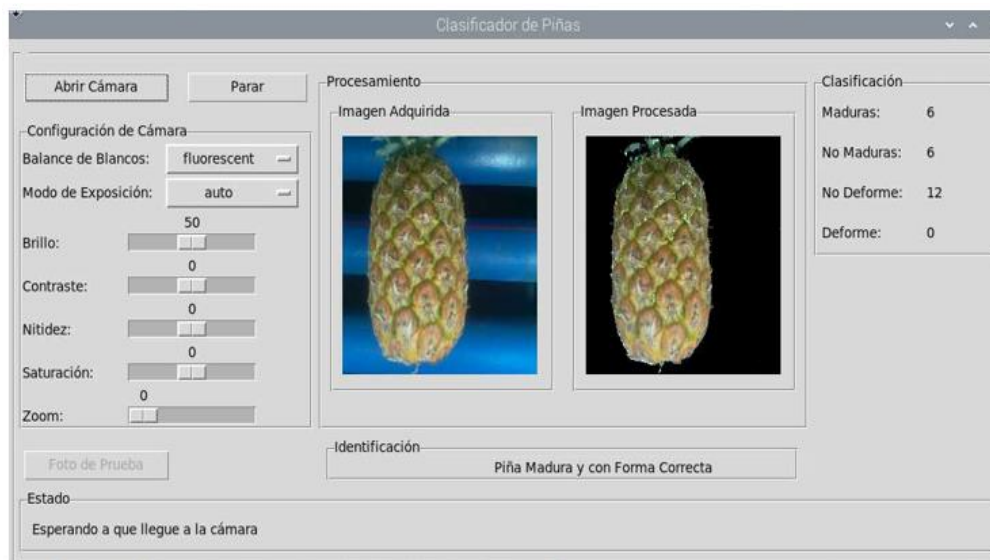 Clasificador de Piñas
Abrir Cámara
Parar
Configuración de Cámara
Balance de Blancos: fluorescent
Modo de Exposición: auto
50
Brillo:
0
Contraste:
0
Nitidez:
0
Saturación:
0
Zoom:
Foto de Prueba
Procesamiento
Imagen Adquirida
Imagen Procesada
Identificación
Piña Madura y con Forma Correcta
Clasificación
Maduras: 6
No Maduras: 6
No Deforme: 12
Deforme: 0
Estado
Esperando a que llegue a la cámara